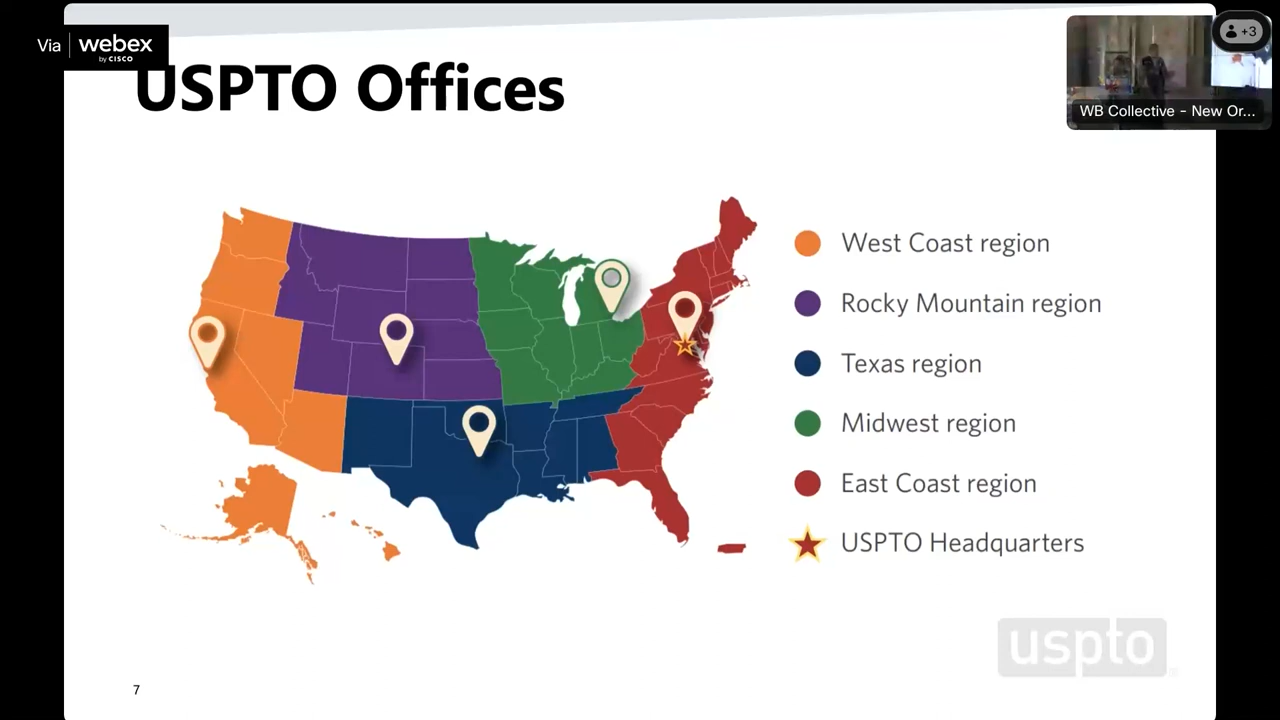 Via webex
by CISCO
+3
WB Collective - New Or...
USPTO Offices
West Coast region
Rocky Mountain region
Texas region
Midwest region
East Coast region
USPTO Headquarters
uspto
7